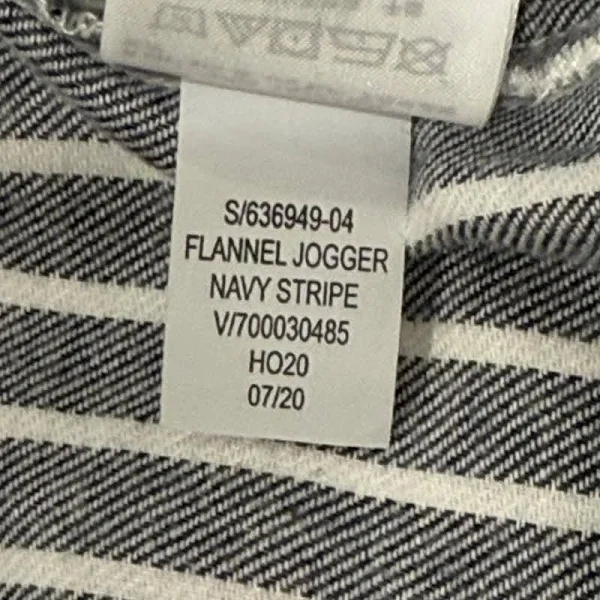 S/636949-04
FLANNEL JOGGER
NAVY STRIPE
V/700030485
HO20
07/20